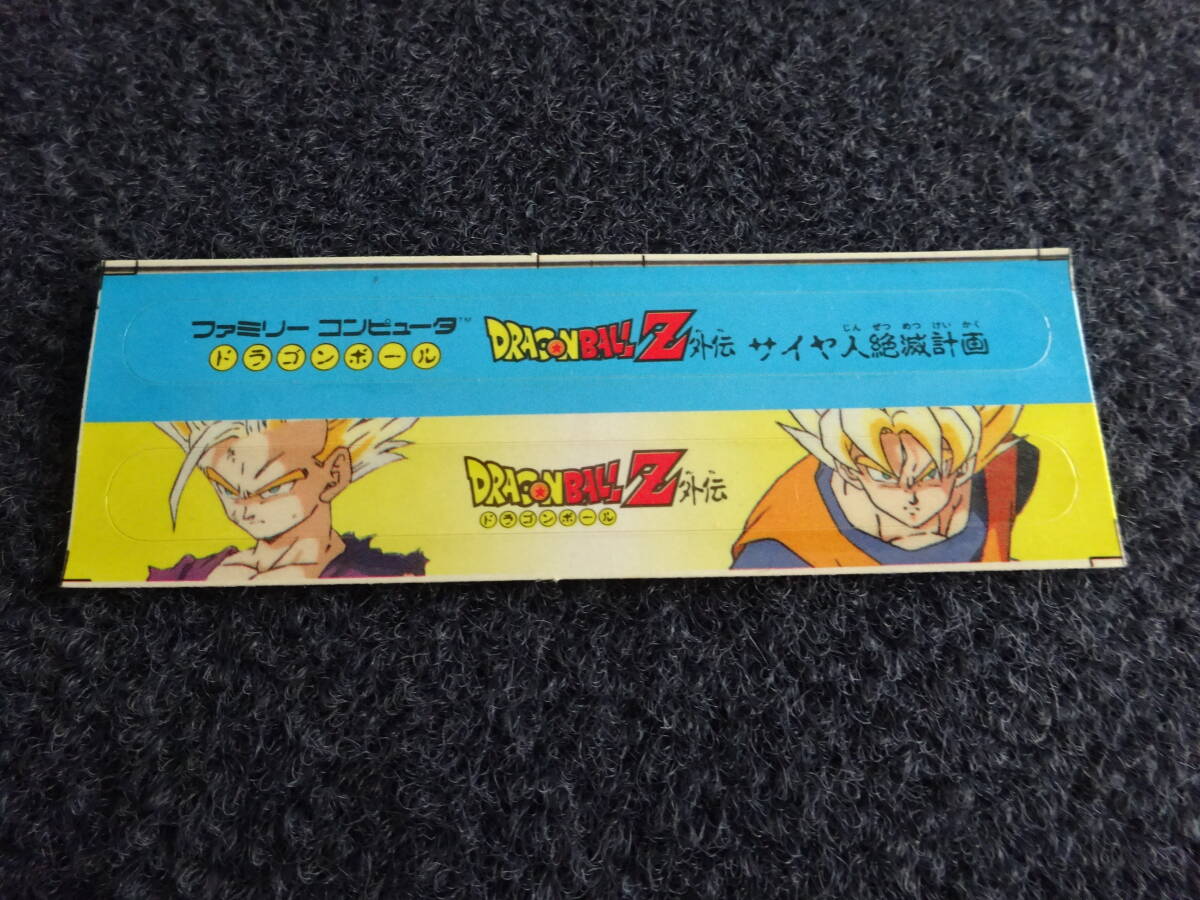 ファミリー コンピュータ™
ドラゴンボール
DRAGON BALL Z 外伝 サイヤ人絶滅計画
じん ぜつ めつ けい かく
DRAGON BALL Z 外伝
ドラゴンボール